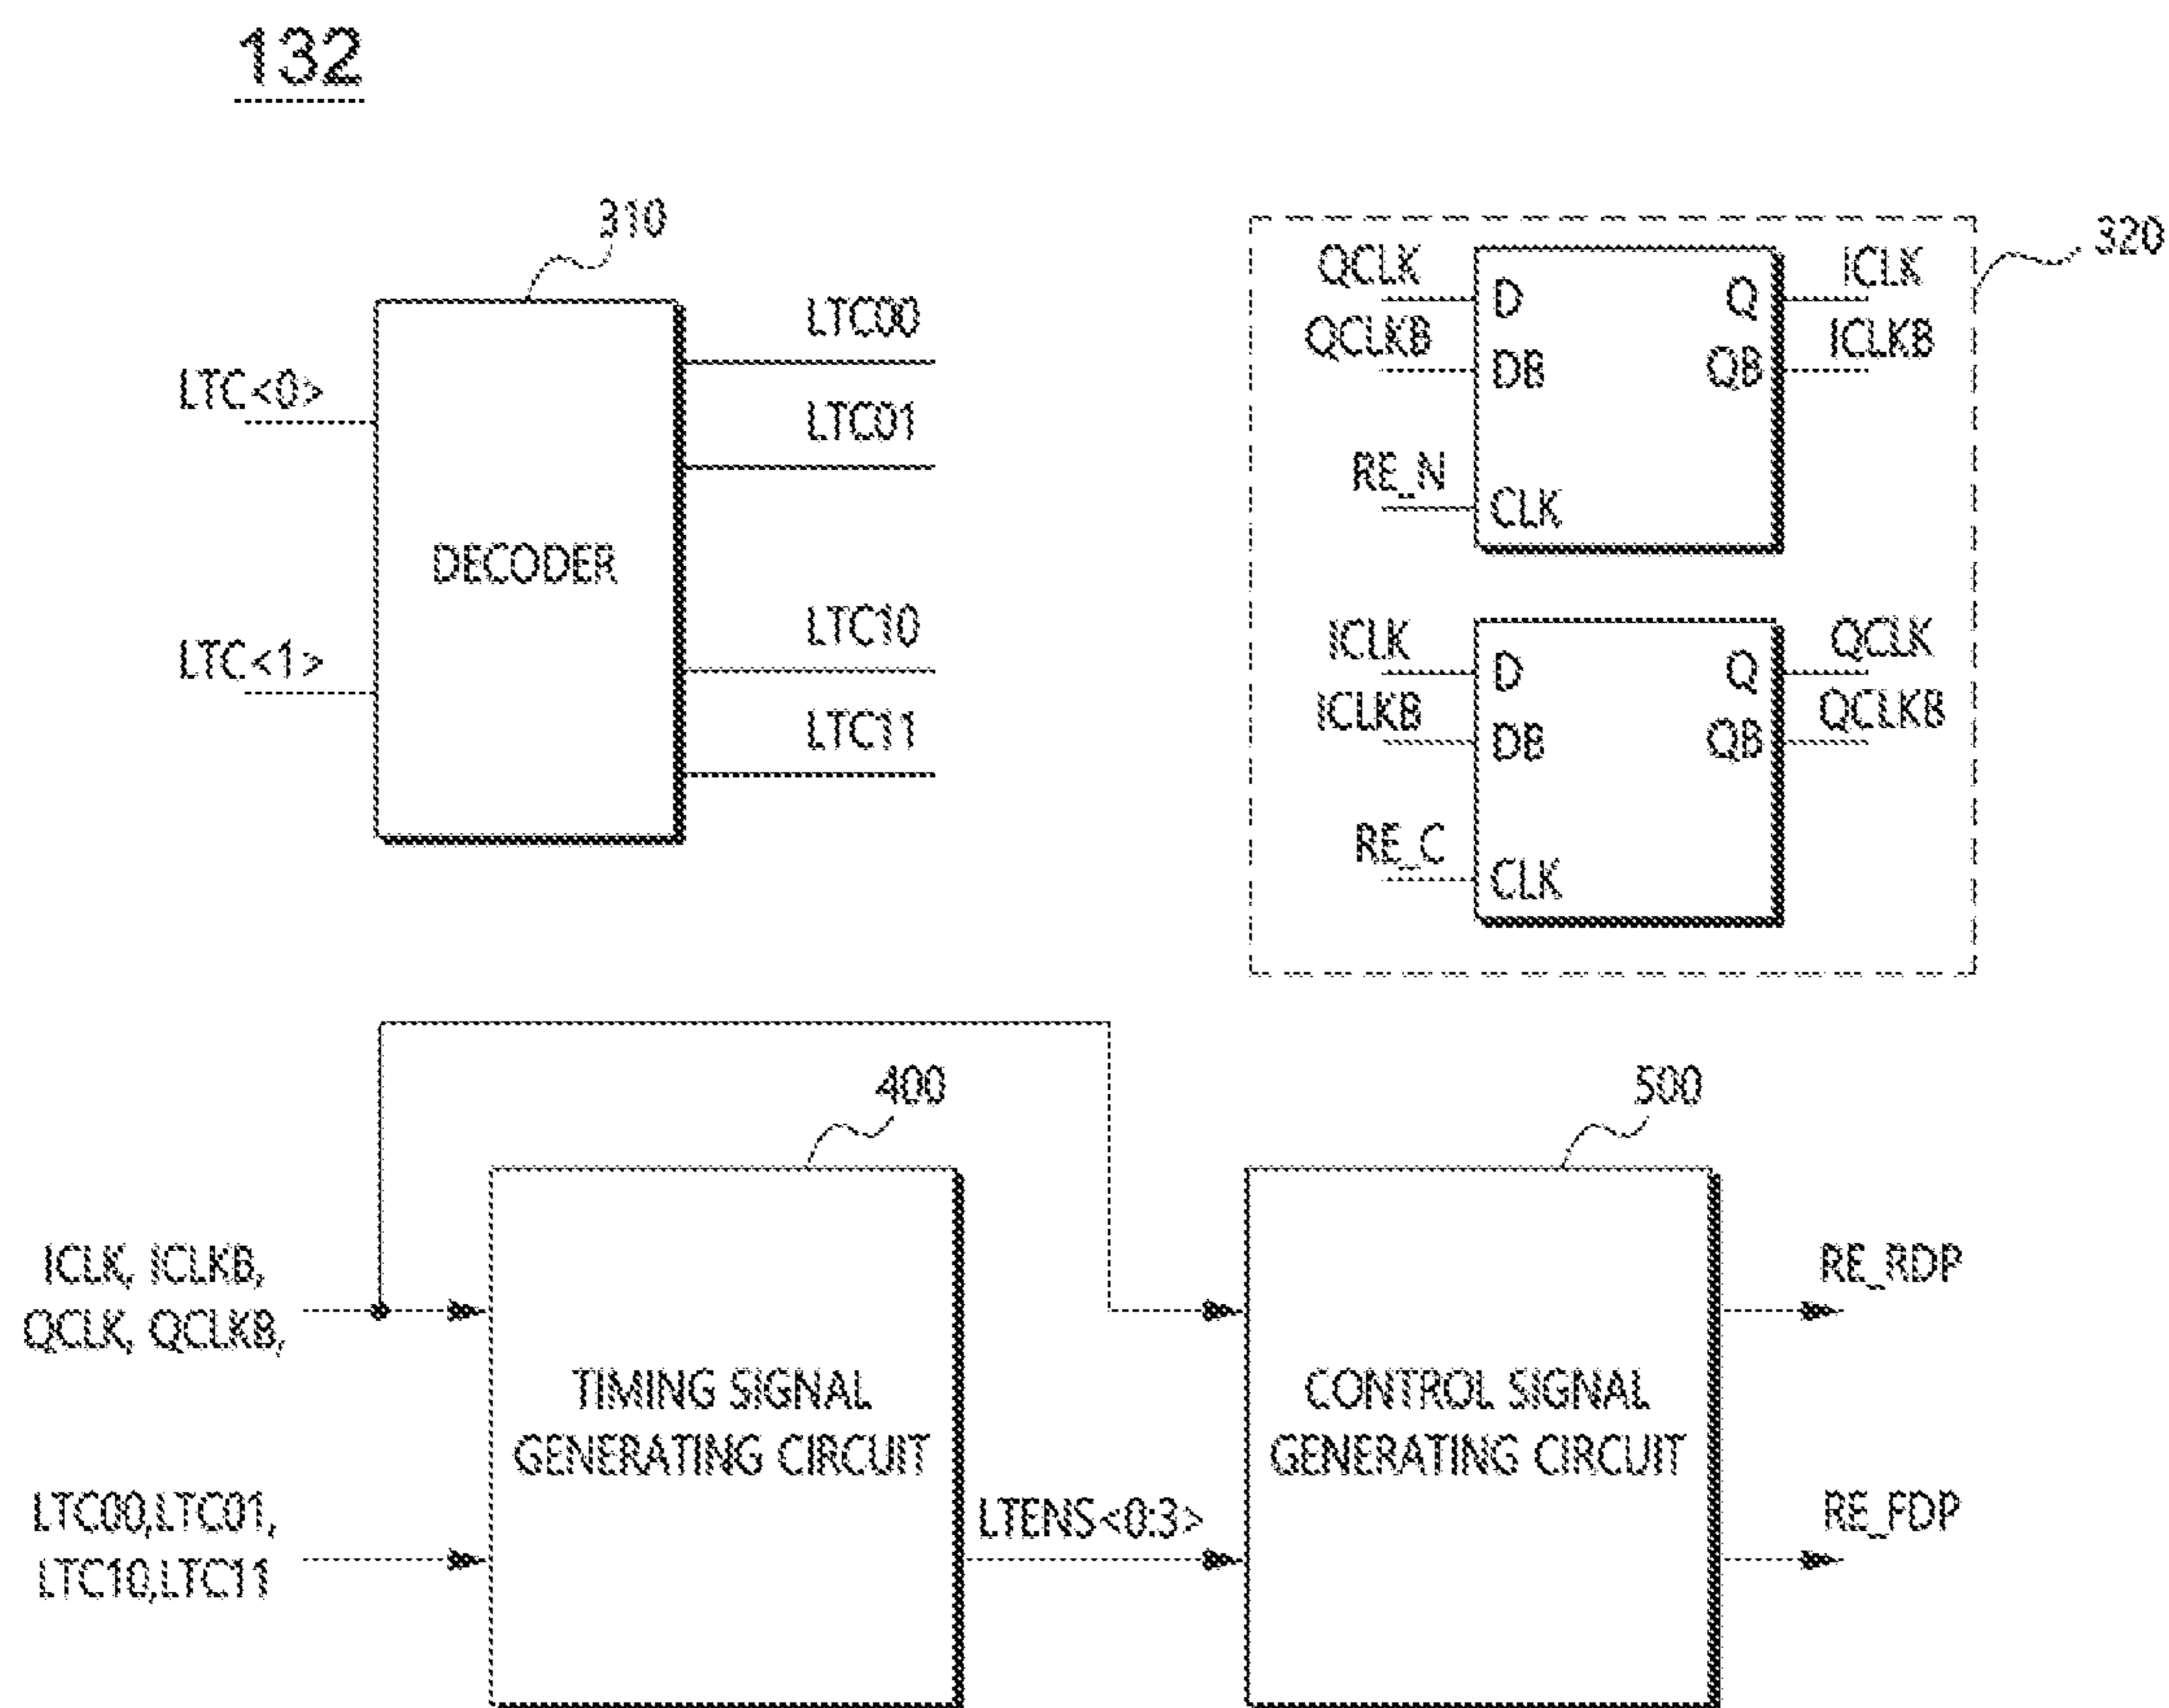 132
310
LTC<0>
LTC<1>
DECODER
LTC00
LTC01
LTC10
LTC11
320
QCLK
QCLKB
RE_N
D
DB
CLK
Q
QB
ICLK
ICLKB
ICLK
ICLKB
RE_C
D
DB
CLK
Q
QB
QCLK
QCLKB
400
500
ICLK, ICLKB,
QCLK, QCLKB,
LTC00,LTC01,
LTC10,LTC11
TIMING SIGNAL
GENERATING CIRCUIT
LTENS<0:3>
CONTROL SIGNAL
GENERATING CIRCUIT
RE_RDP
RE_FDP